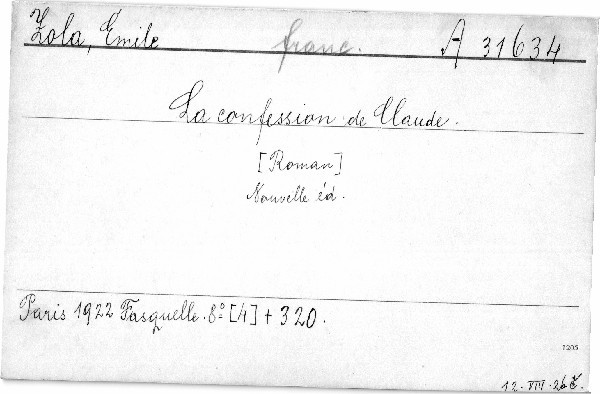 Zola, Emile franc. A 31634
La confession de Claude.
[Roman]
Nouvelle éd.
Paris 1922 Fasquelle. 8° [4] + 320.
1205
12. VIII. 26 Č.